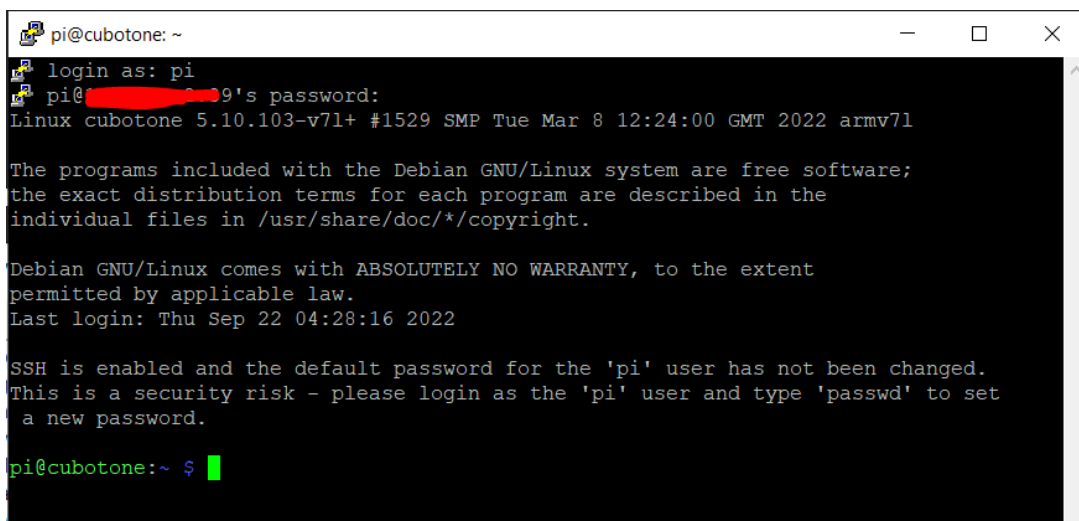 pi@cubotone: ~
login as: pi
pi@ 9's password:
Linux cubotone 5.10.103-v7l+ #1529 SMP Tue Mar 8 12:24:00 GMT 2022 armv7l
The programs included with the Debian GNU/Linux system are free software;
the exact distribution terms for each program are described in the
individual files in /usr/share/doc/*/copyright.
Debian GNU/Linux comes with ABSOLUTELY NO WARRANTY, to the extent
permitted by applicable law.
Last login: Thu Sep 22 04:28:16 2022
SSH is enabled and the default password for the 'pi' user has not been changed.
This is a security risk - please login as the 'pi' user and type 'passwd' to set
a new password.
pi@cubotone:~ $